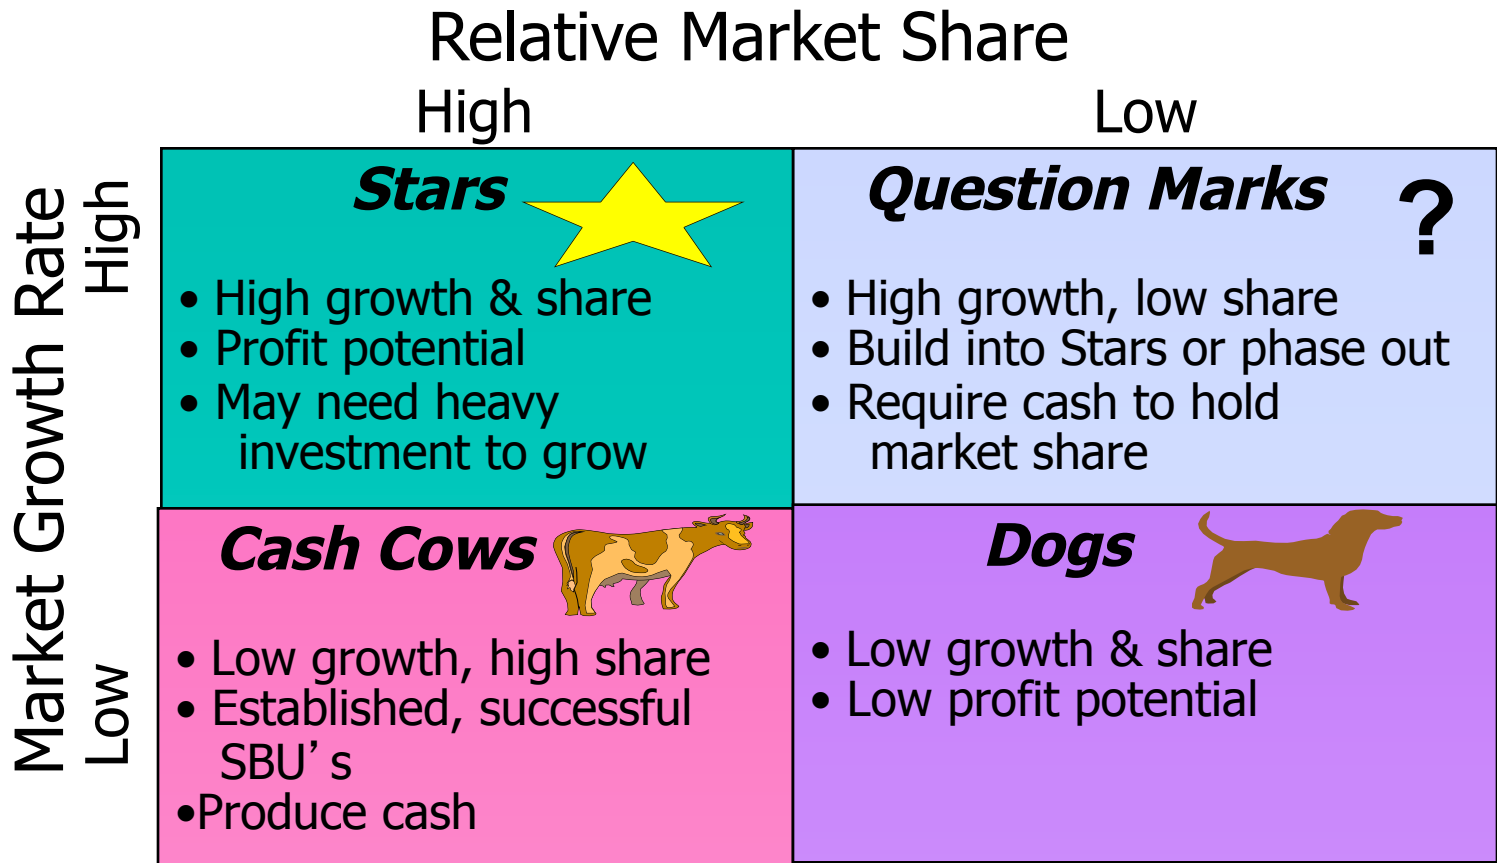 Relative Market Share
High Low
Market Growth Rate
High
Low
Stars
• High growth & share
• Profit potential
• May need heavy
investment to grow
Question Marks ?
• High growth, low share
• Build into Stars or phase out
• Require cash to hold
market share
Cash Cows
• Low growth, high share
• Established, successful
SBU’s
•Produce cash
Dogs
• Low growth & share
• Low profit potential